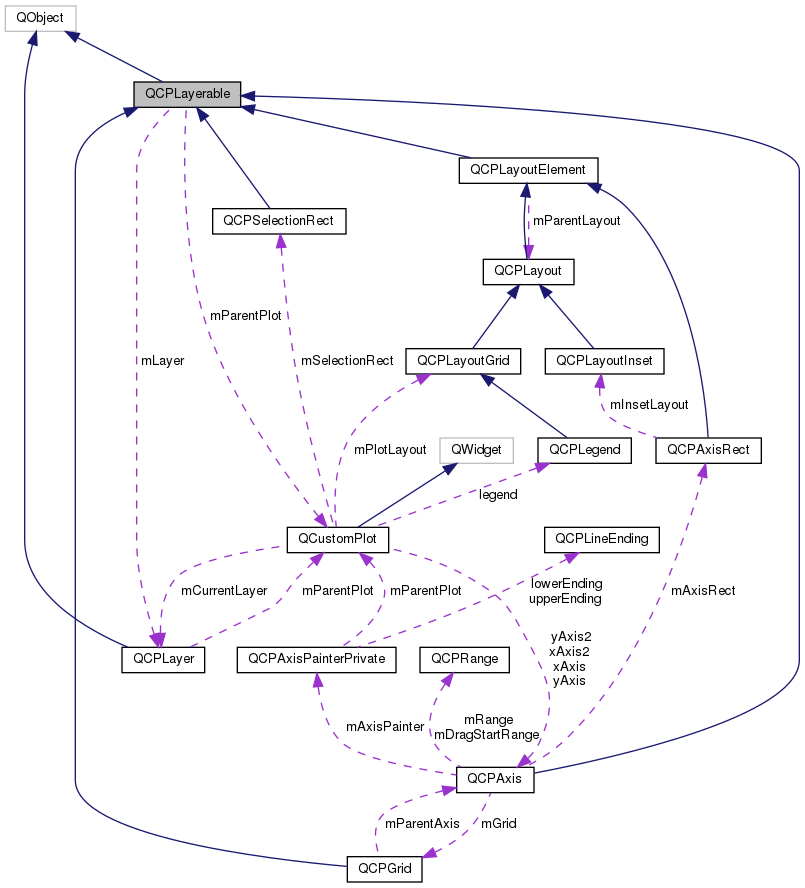 QObject
QCPLayerable
QCPLayoutElement
QCPSelectionRect
mParentLayout
QCPLayout
mParentPlot
mLayer
mSelectionRect
QCPLayoutGrid
QCPLayoutInset
mInsetLayout
mPlotLayout
QWidget
QCPLegend
QCPAxisRect
legend
QCustomPlot
QCPLineEnding
mCurrentLayer
mParentPlot
mParentPlot
lowerEnding
upperEnding
mAxisRect
yAxis2
xAxis2
xAxis
yAxis
QCPLayer
QCPAxisPainterPrivate
QCPRange
mAxisPainter
mRange
mDragStartRange
QCPAxis
mParentAxis
mGrid
QCPGrid